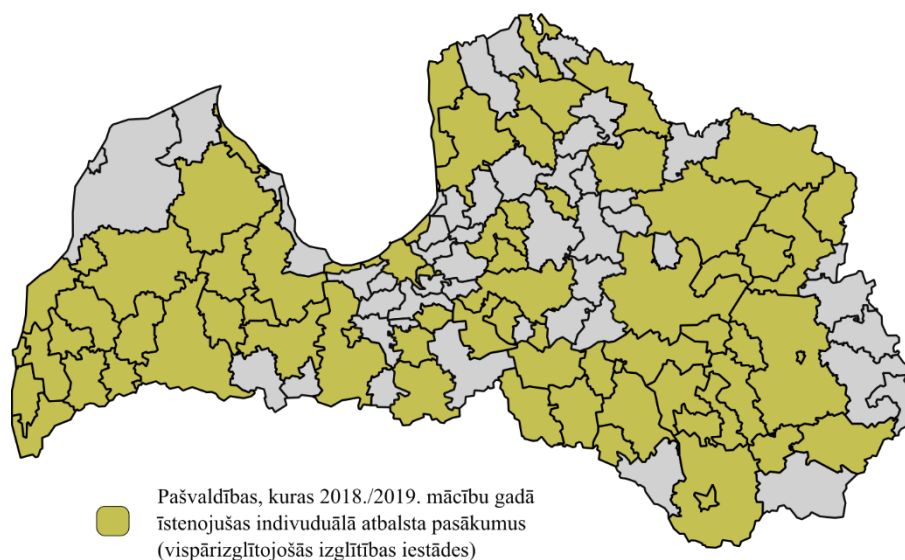 Pašvaldības, kuras 2018./2019. mācību gadā
īstenojušas indivuduālā atbalsta pasākumus
(vispārizglītojošās izglītības iestādes)